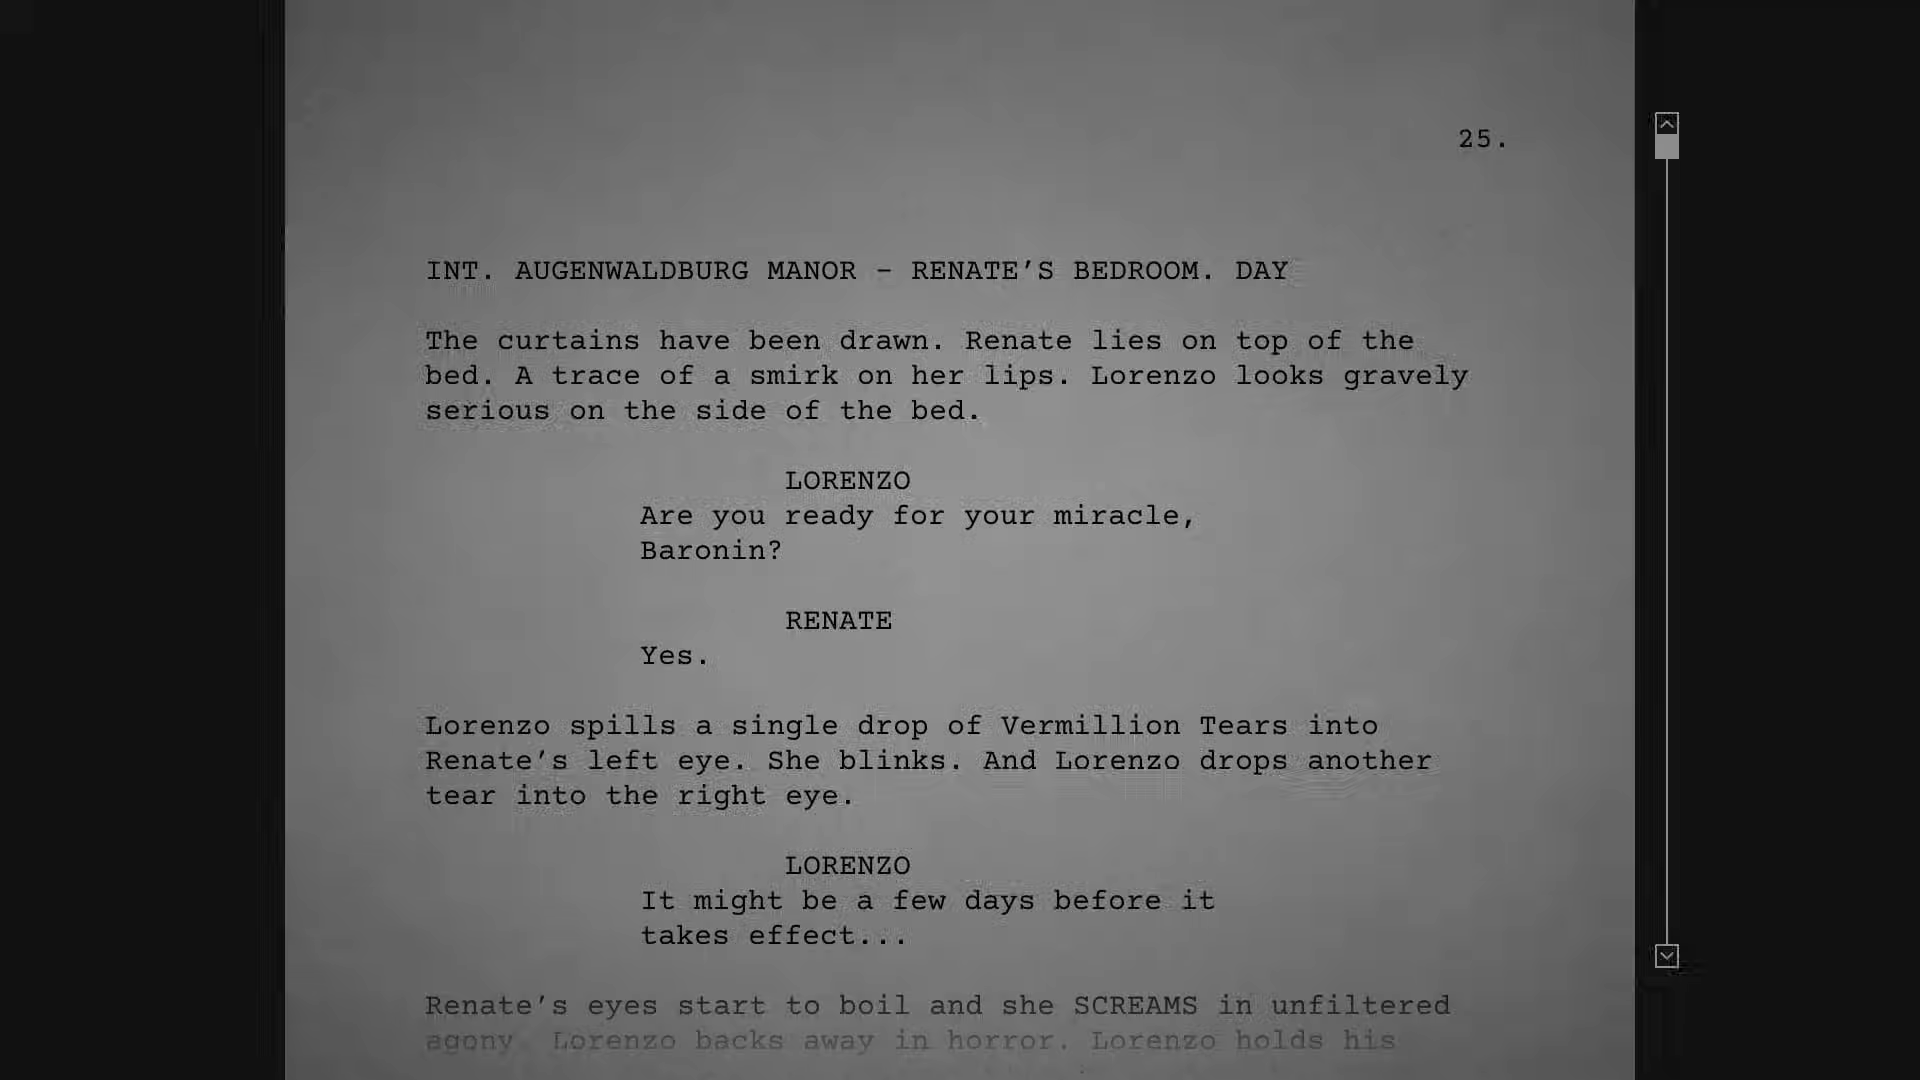 25.
INT. AUGENWALDBURG MANOR – RENATE'S BEDROOM. DAY
The curtains have been drawn. Renate lies on top of the
bed. A trace of a smirk on her lips. Lorenzo looks gravely
serious on the side of the bed.
LORENZO
Are you ready for your miracle,
Baronin?
RENATE
Yes.
Lorenzo spills a single drop of Vermillion Tears into
Renate's left eye. She blinks. And Lorenzo drops another
tear into the right eye.
LORENZO
It might be a few days before it
takes effect...
Renate's eyes start to boil and she SCREAMS in unfiltered
agony. Lorenzo backs away in horror. Lorenzo holds his